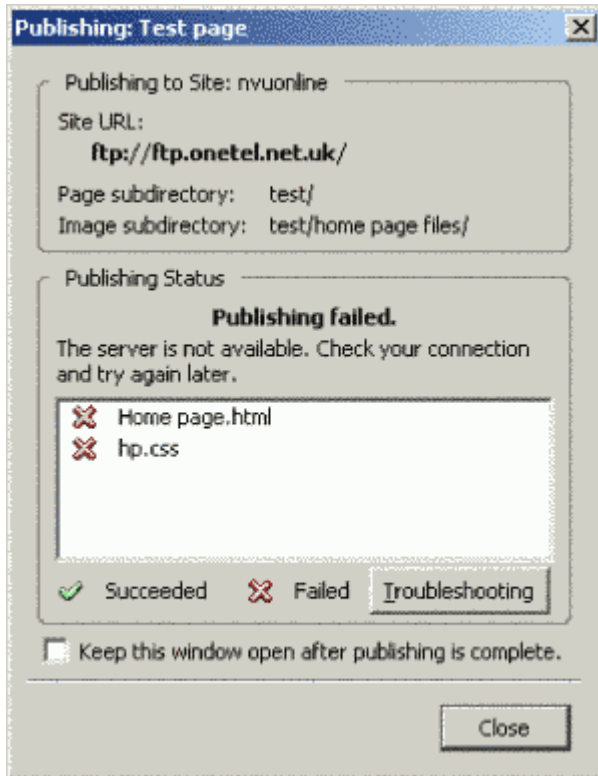 Publishing: Test page
Publishing to Site: nvuonline
Site URL:
ftp://ftp.onetel.net.uk/
Page subdirectory: test/
Image subdirectory: test/home page files/
Publishing Status
Publishing failed.
The server is not available. Check your connection
and try again later.
Home page.html
hp.css
Succeeded Failed Troubleshooting
Keep this window open after publishing is complete.
Close